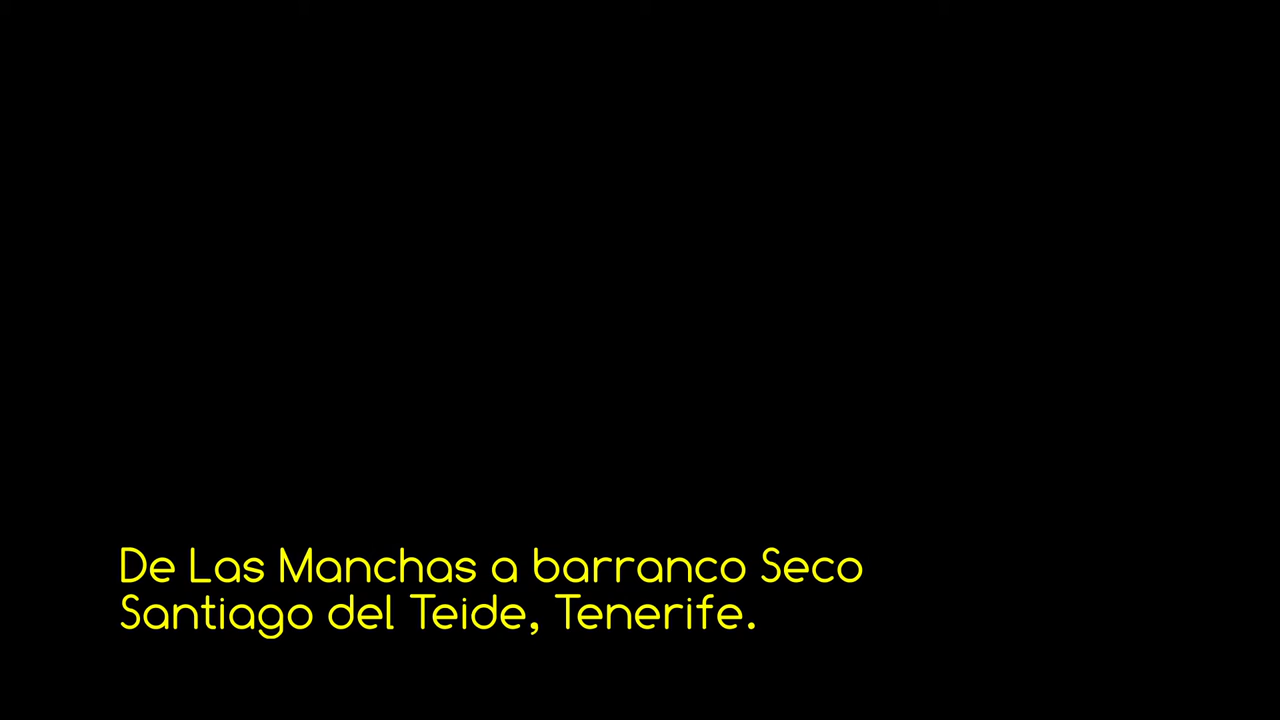 De Las Manchas a barranco Seco
Santiago del Teide, Tenerife.